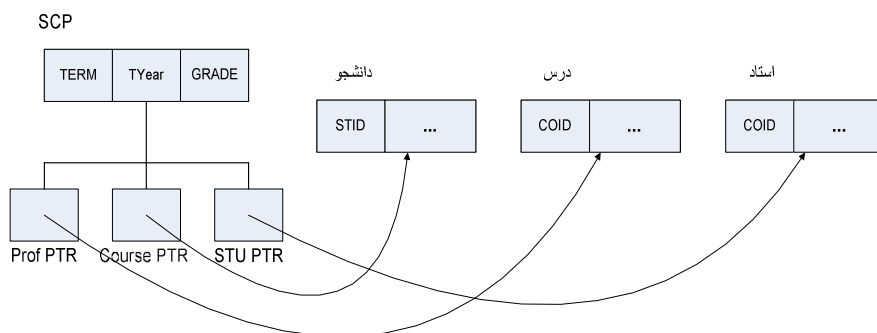 SCP
TERM TYear GRADE
دانشجو
STID ...
درس
COID ...
استاد
COID ...
Prof PTR
Course PTR
STU PTR